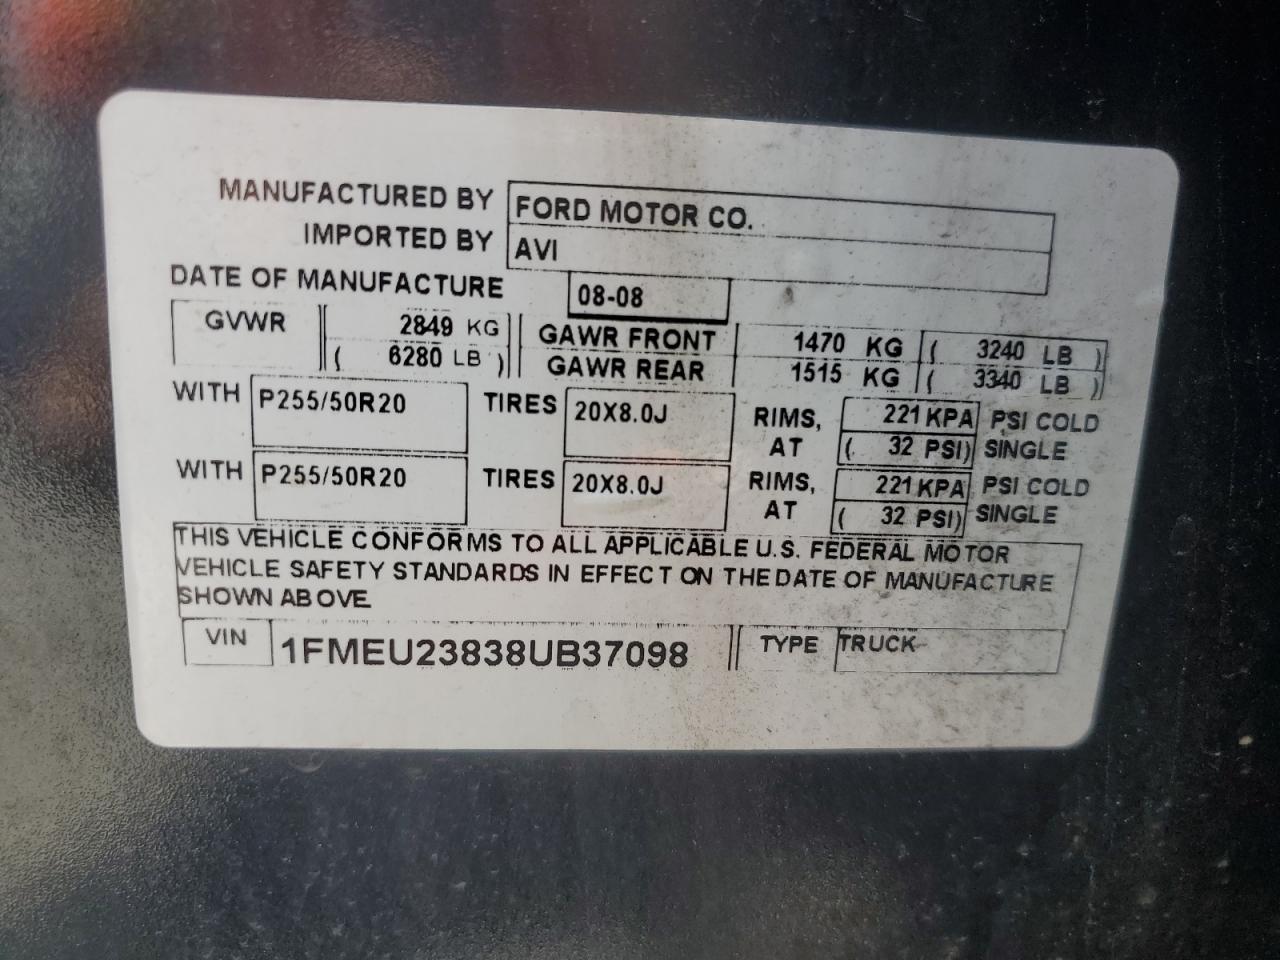 MANUFACTURED BY FORD MOTOR CO.
IMPORTED BY AVI
DATE OF MANUFACTURE 08-08
GVWR 2849 KG GAWR FRONT 1470 KG ( 3240 LB )
( 6280 LB ) GAWR REAR 1515 KG ( 3340 LB )
WITH P255/50R20 TIRES 20X8.0J RIMS, 221 KPA PSI COLD
AT ( 32 PSI) SINGLE
WITH P255/50R20 TIRES 20X8.0J RIMS, 221 KPA PSI COLD
AT ( 32 PSI) SINGLE
THIS VEHICLE CONFORMS TO ALL APPLICABLE U.S. FEDERAL MOTOR
VEHICLE SAFETY STANDARDS IN EFFECT ON THE DATE OF MANUFACTURE
SHOWN ABOVE
VIN 1FMEU23838UB37098 TYPE TRUCK